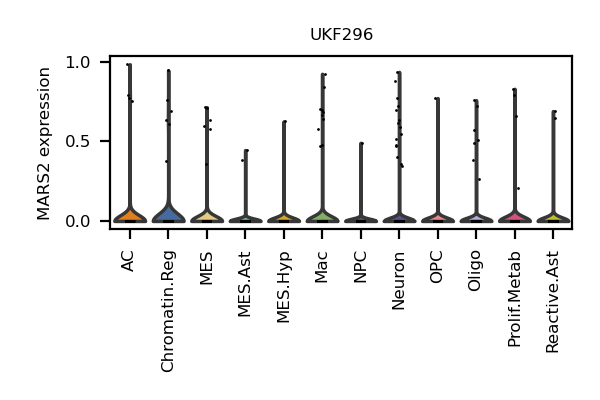 UKF296
MARS2 expression
1.0
0.5
0.0
AC
Chromatin.Reg
MES
MES.Ast
MES.Hyp
Mac
NPC
Neuron
OPC
Oligo
Prolif.Metab
Reactive.Ast